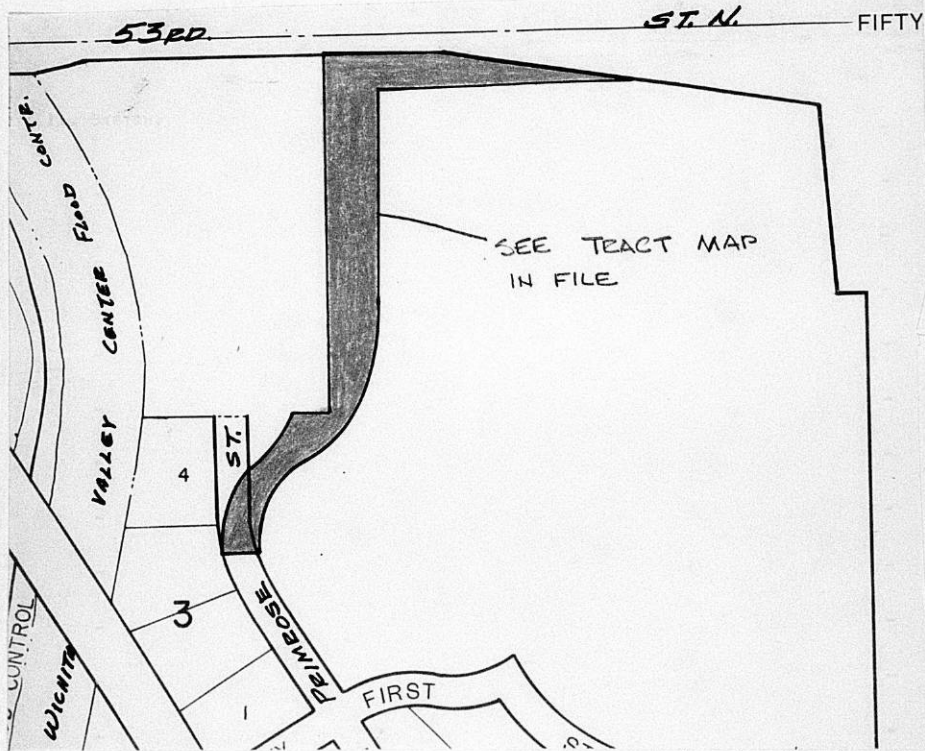 53RD.
ST. N.
FIFTY
CONTR.
FLOOD
CENTER
VALLEY
SEE TRACT MAP
IN FILE
ST.
4
3
PRIMROSE
CONTROL
WICHITA
FIRST
1